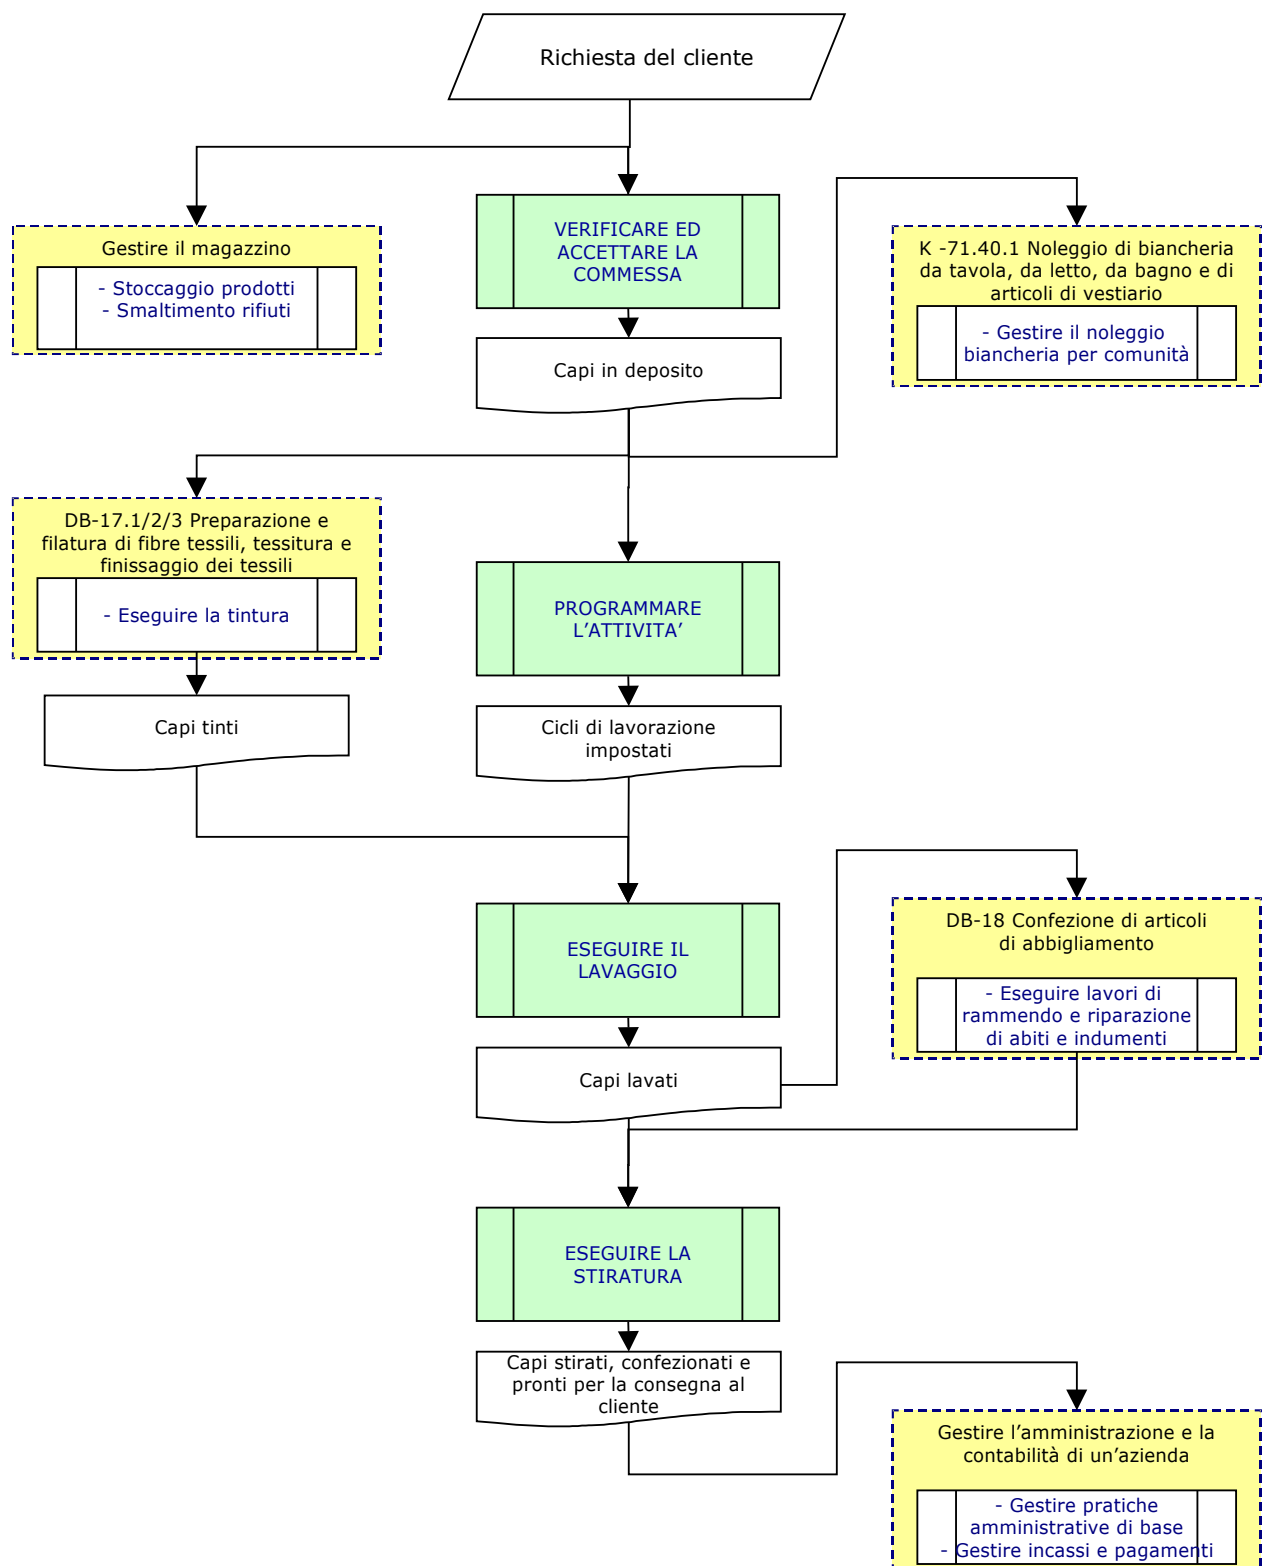 Richiesta del cliente
VERIFICARE ED
ACCETTARE LA
COMMESSA
Gestire il magazzino
- Stoccaggio prodotti
- Smaltimento rifiuti
K -71.40.1 Noleggio di biancheria
da tavola, da letto, da bagno e di
articoli di vestiario
- Gestire il noleggio
biancheria per comunità
Capi in deposito
DB-17.1/2/3 Preparazione e
filatura di fibre tessili, tessitura e
finissaggio dei tessili
- Eseguire la tintura
PROGRAMMARE
L’ATTIVITA’
Capi tinti
Cicli di lavorazione
impostati
ESEGUIRE IL
LAVAGGIO
DB-18 Confezione di articoli
di abbigliamento
- Eseguire lavori di
rammendo e riparazione
di abiti e indumenti
Capi lavati
ESEGUIRE LA
STIRATURA
Capi stirati, confezionati e
pronti per la consegna al
cliente
Gestire l’amministrazione e la
contabilità di un’azienda
- Gestire pratiche
amministrative di base
- Gestire incassi e pagamenti